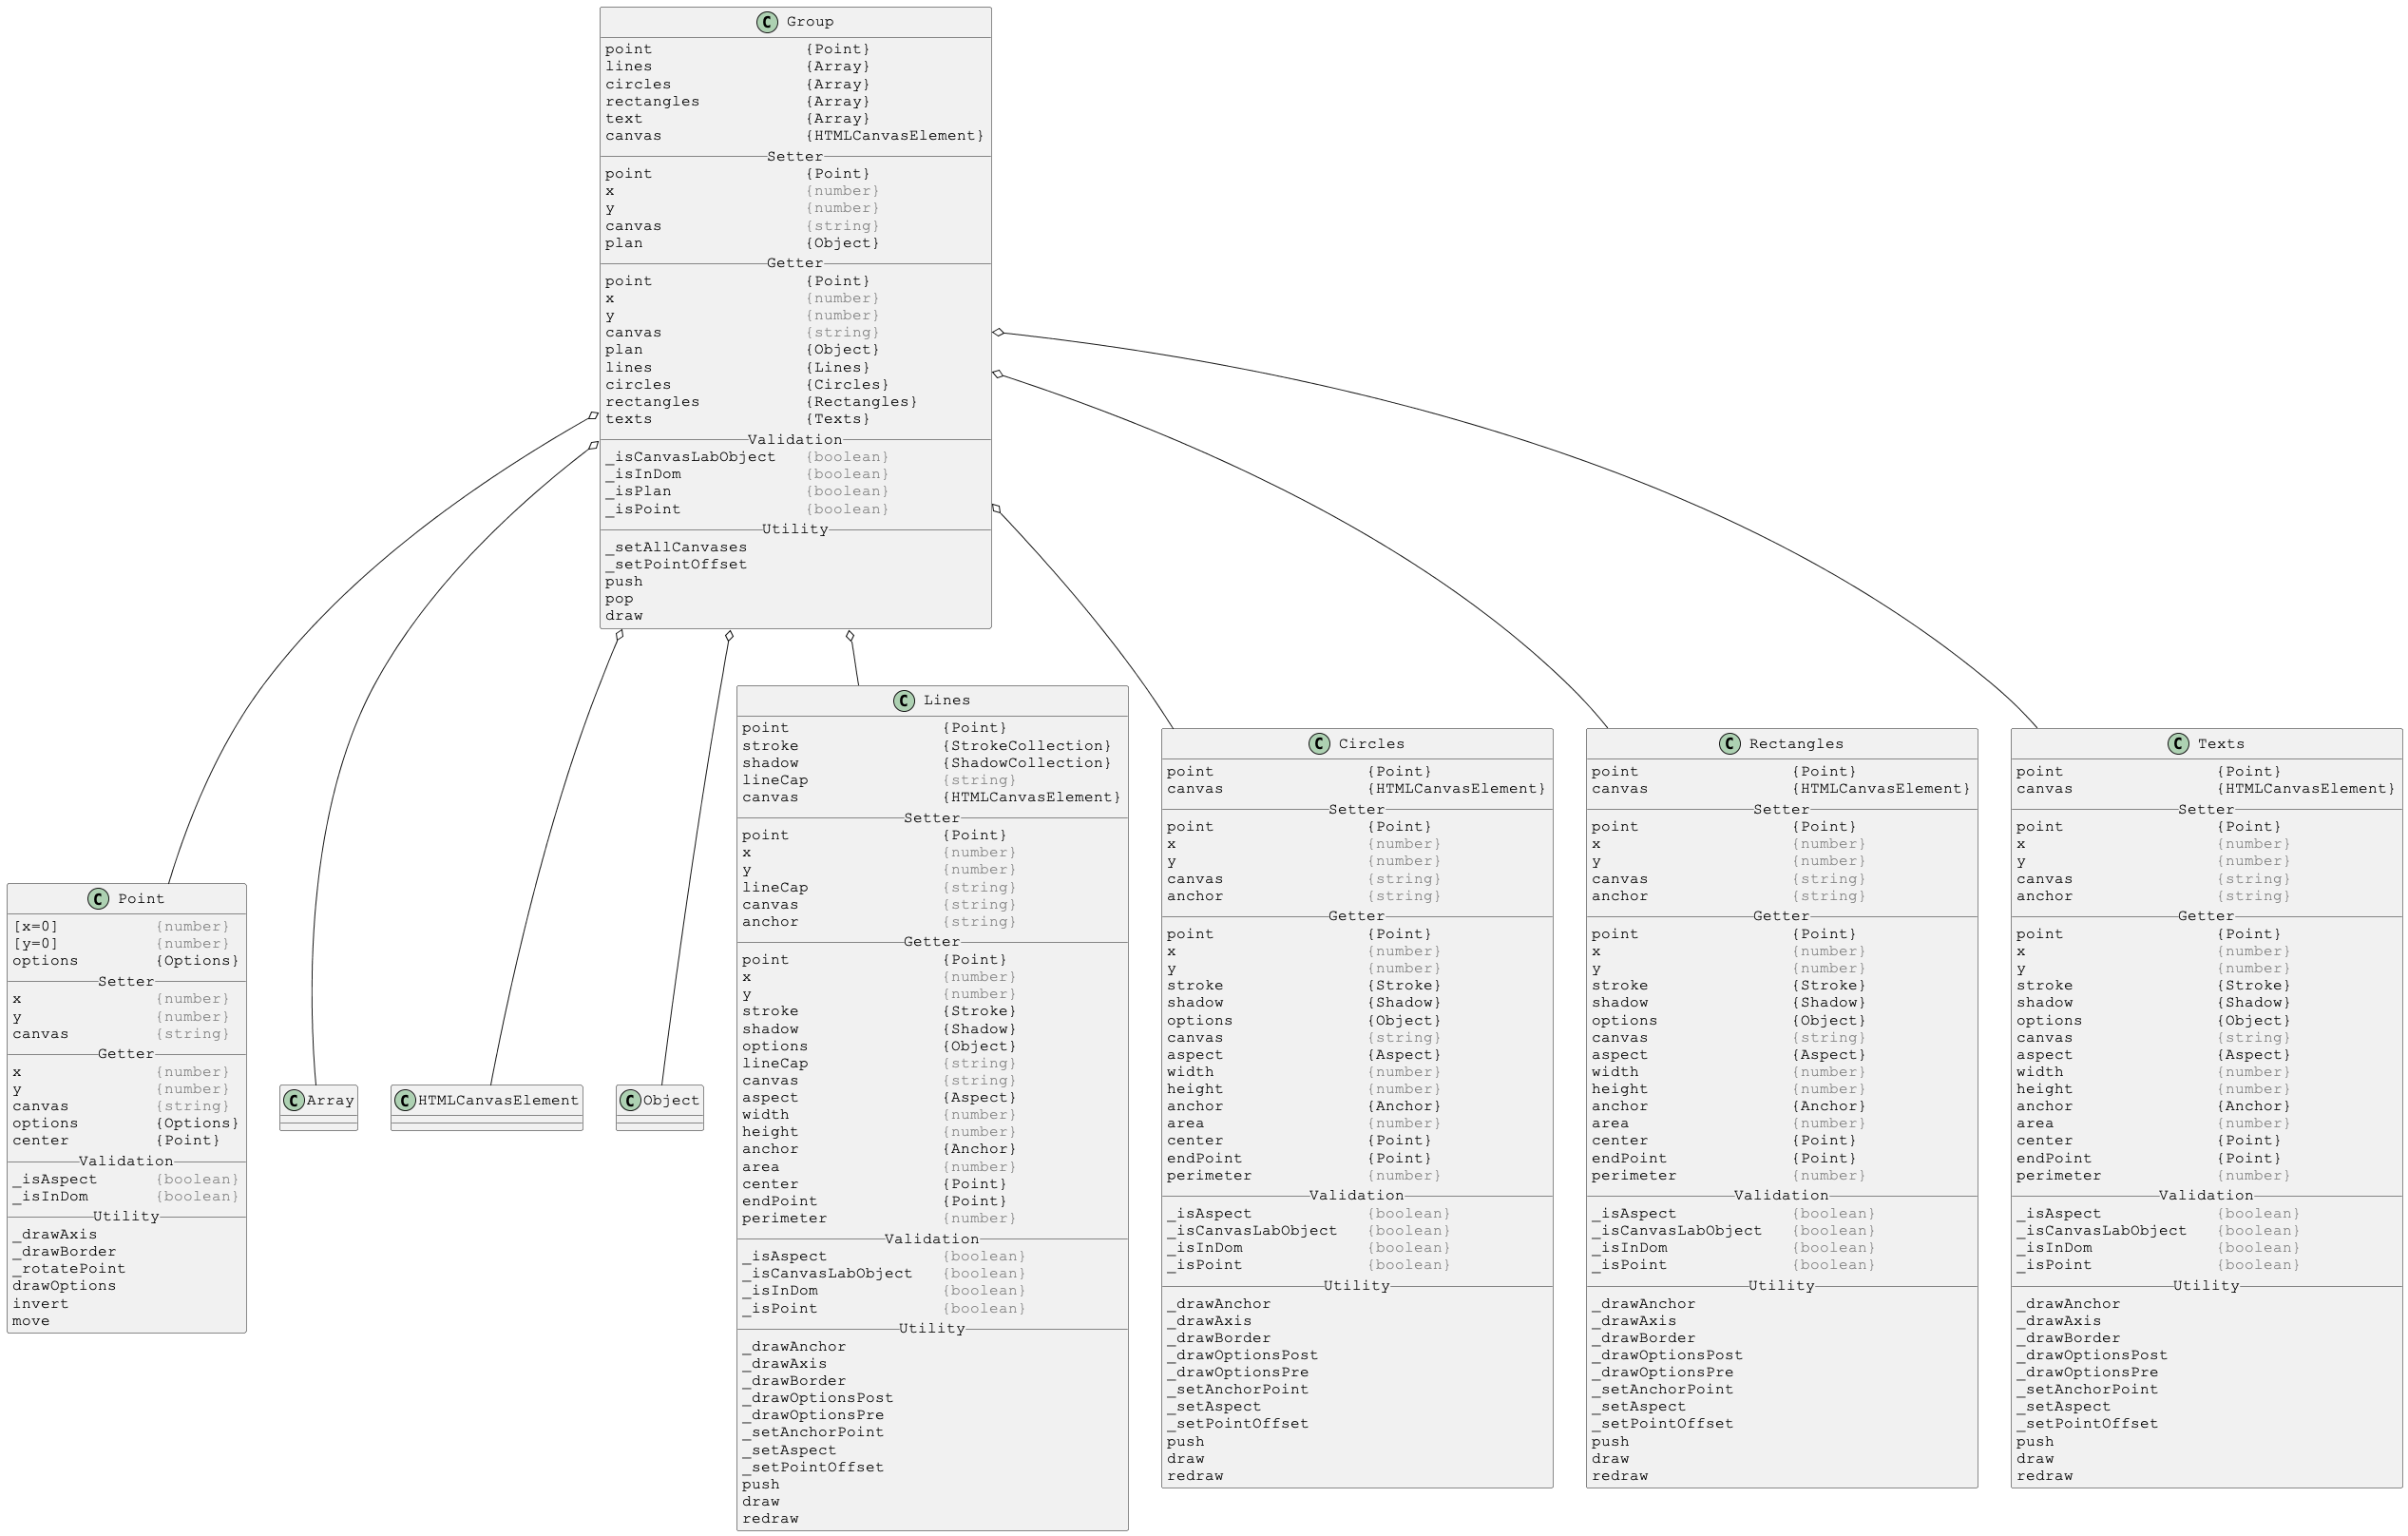 C Group
point {Point}
lines {Array}
circles {Array}
rectangles {Array}
text {Array}
canvas {HTMLCanvasElement}
Setter
point {Point}
x {number}
y {number}
canvas {string}
plan {Object}
Getter
point {Point}
x {number}
y {number}
canvas {string}
plan {Object}
lines {Lines}
circles {Circles}
rectangles {Rectangles}
texts {Texts}
Validation
_isCanvasLabObject {boolean}
_isInDom {boolean}
_isPlan {boolean}
_isPoint {boolean}
Utility
_setAllCanvases
_setPointOffset
push
pop
draw
C Point
[x=0] {number}
[y=0] {number}
options {Options}
Setter
x {number}
y {number}
canvas {string}
Getter
x {number}
y {number}
canvas {string}
options {Options}
center {Point}
Validation
_isAspect {boolean}
_isInDom {boolean}
Utility
_drawAxis
_drawBorder
_rotatePoint
drawOptions
invert
move
C Array
C HTMLCanvasElement
C Object
C Lines
point {Point}
stroke {StrokeCollection}
shadow {ShadowCollection}
lineCap {string}
canvas {HTMLCanvasElement}
Setter
point {Point}
x {number}
y {number}
lineCap {string}
canvas {string}
anchor {string}
Getter
point {Point}
x {number}
y {number}
stroke {Stroke}
shadow {Shadow}
options {Object}
lineCap {string}
canvas {string}
aspect {Aspect}
width {number}
height {number}
anchor {Anchor}
area {number}
center {Point}
endPoint {Point}
perimeter {number}
Validation
_isAspect {boolean}
_isCanvasLabObject {boolean}
_isInDom {boolean}
_isPoint {boolean}
Utility
_drawAnchor
_drawAxis
_drawBorder
_drawOptionsPost
_drawOptionsPre
_setAnchorPoint
_setAspect
_setPointOffset
push
draw
redraw
C Circles
point {Point}
canvas {HTMLCanvasElement}
Setter
point {Point}
x {number}
y {number}
canvas {string}
anchor {string}
Getter
point {Point}
x {number}
y {number}
stroke {Stroke}
shadow {Shadow}
options {Object}
canvas {string}
aspect {Aspect}
width {number}
height {number}
anchor {Anchor}
area {number}
center {Point}
endPoint {Point}
perimeter {number}
Validation
_isAspect {boolean}
_isCanvasLabObject {boolean}
_isInDom {boolean}
_isPoint {boolean}
Utility
_drawAnchor
_drawAxis
_drawBorder
_drawOptionsPost
_drawOptionsPre
_setAnchorPoint
_setAspect
_setPointOffset
push
draw
redraw
C Rectangles
point {Point}
canvas {HTMLCanvasElement}
Setter
point {Point}
x {number}
y {number}
canvas {string}
anchor {string}
Getter
point {Point}
x {number}
y {number}
stroke {Stroke}
shadow {Shadow}
options {Object}
canvas {string}
aspect {Aspect}
width {number}
height {number}
anchor {Anchor}
area {number}
center {Point}
endPoint {Point}
perimeter {number}
Validation
_isAspect {boolean}
_isCanvasLabObject {boolean}
_isInDom {boolean}
_isPoint {boolean}
Utility
_drawAnchor
_drawAxis
_drawBorder
_drawOptionsPost
_drawOptionsPre
_setAnchorPoint
_setAspect
_setPointOffset
push
draw
redraw
C Texts
point {Point}
canvas {HTMLCanvasElement}
Setter
point {Point}
x {number}
y {number}
canvas {string}
anchor {string}
Getter
point {Point}
x {number}
y {number}
stroke {Stroke}
shadow {Shadow}
options {Object}
canvas {string}
aspect {Aspect}
width {number}
height {number}
anchor {Anchor}
area {number}
center {Point}
endPoint {Point}
perimeter {number}
Validation
_isAspect {boolean}
_isCanvasLabObject {boolean}
_isInDom {boolean}
_isPoint {boolean}
Utility
_drawAnchor
_drawAxis
_drawBorder
_drawOptionsPost
_drawOptionsPre
_setAnchorPoint
_setAspect
_setPointOffset
push
draw
redraw